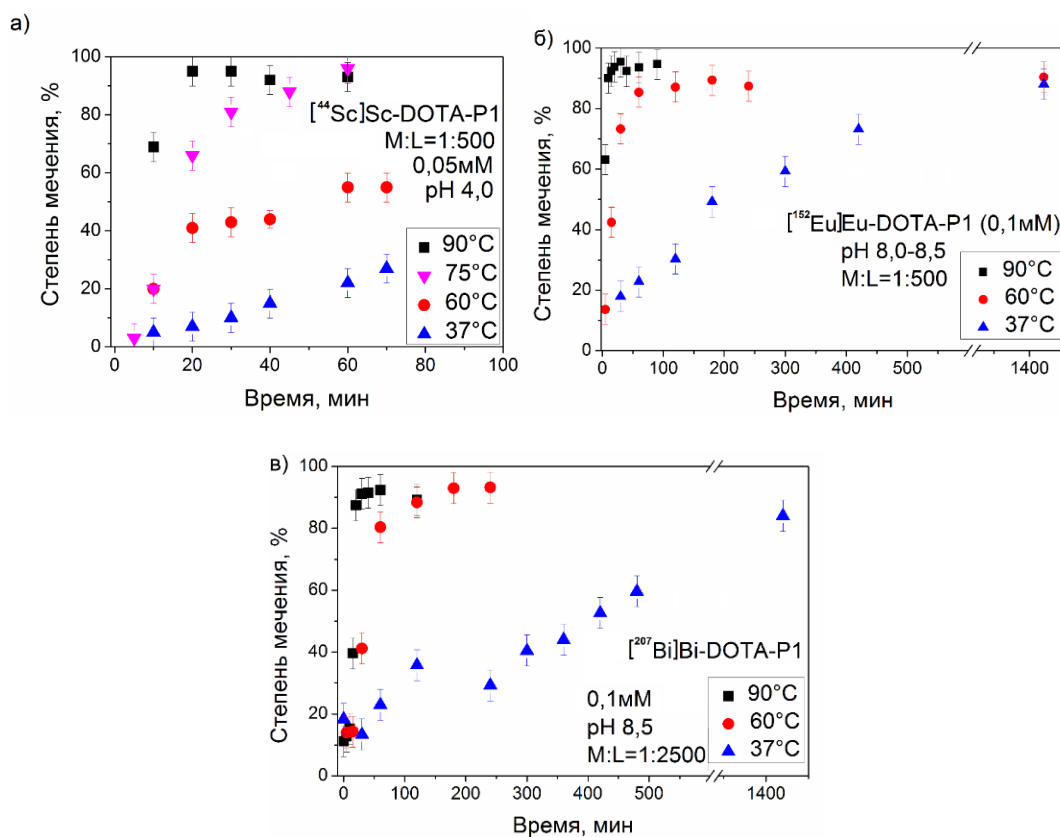 а)
Степень мечения, %
100
80
60
40
20
0
[⁴⁴Sc]Sc-DOTA-P1
M:L=1:500
0,05мМ
pH 4,0
90°C
75°C
60°C
37°C
0 20 40 60 80 100
Время, мин
б)
Степень мечения, %
100
80
60
40
20
0
[¹⁵²Eu]Eu-DOTA-P1 (0,1мМ)
pH 8,0-8,5
M:L=1:500
90°C
60°C
37°C
0 100 200 300 400 500 1400
Время, мин
в)
Степень мечения, %
100
80
60
40
20
0
[²⁰⁷Bi]Bi-DOTA-P1
0,1мМ
pH 8,5
M:L=1:2500
90°C
60°C
37°C
0 100 200 300 400 500 1400
Время, мин